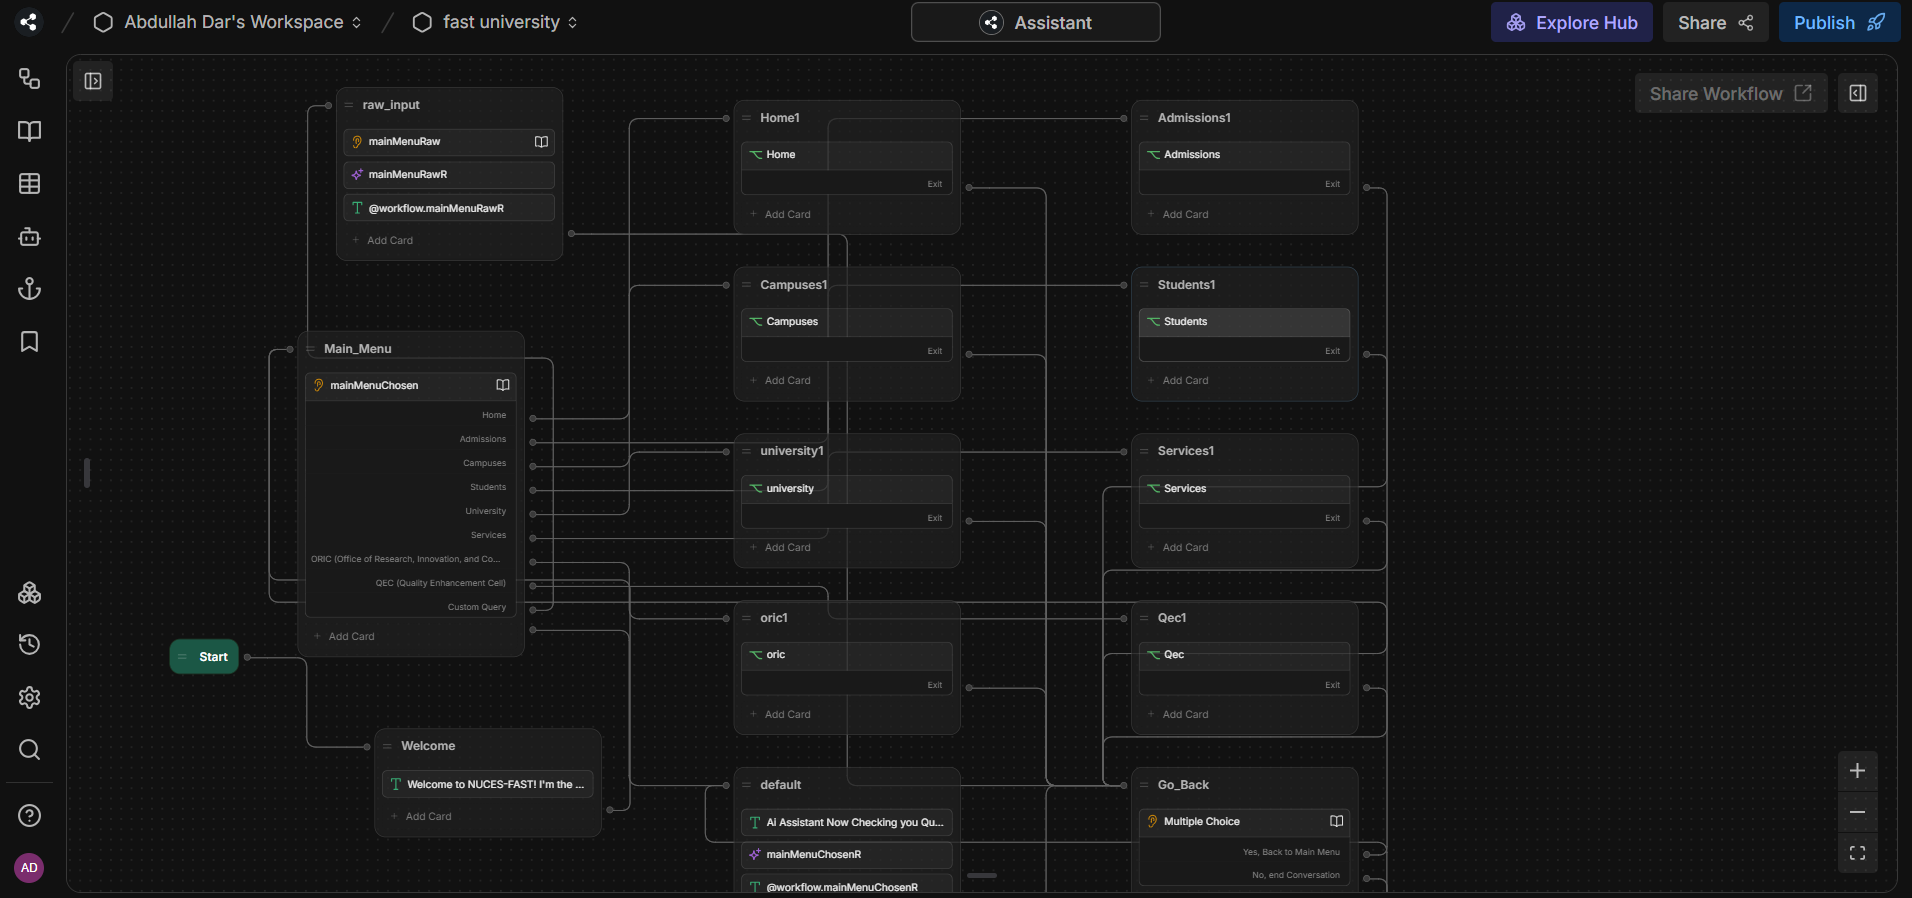 Abdullah Dar's Workspace
fast university
Assistant
Explore Hub
Share
Publish
Share Workflow
raw_input
mainMenuRaw
mainMenuRawR
@workflow.mainMenuRawR
Add Card
Main_Menu
mainMenuChosen
Home
Admissions
Campuses
Students
University
Services
ORIC (Office of Research, Innovation, and Co...
QEC (Quality Enhancement Cell)
Custom Query
Add Card
Start
Welcome
Welcome to NUCES-FAST! I'm the ...
Add Card
Home1
Home
Exit
Add Card
Campuses1
Campuses
Exit
Add Card
university1
university
Exit
Add Card
oric1
oric
Exit
Add Card
default
Ai Assistant Now Checking you Qu...
mainMenuChosenR
@workflow.mainMenuChosenR
Admissions1
Admissions
Exit
Add Card
Students1
Students
Exit
Add Card
Services1
Services
Exit
Add Card
Qec1
Qec
Exit
Add Card
Go_Back
Multiple Choice
Yes, Back to Main Menu
No, end Conversation
AD